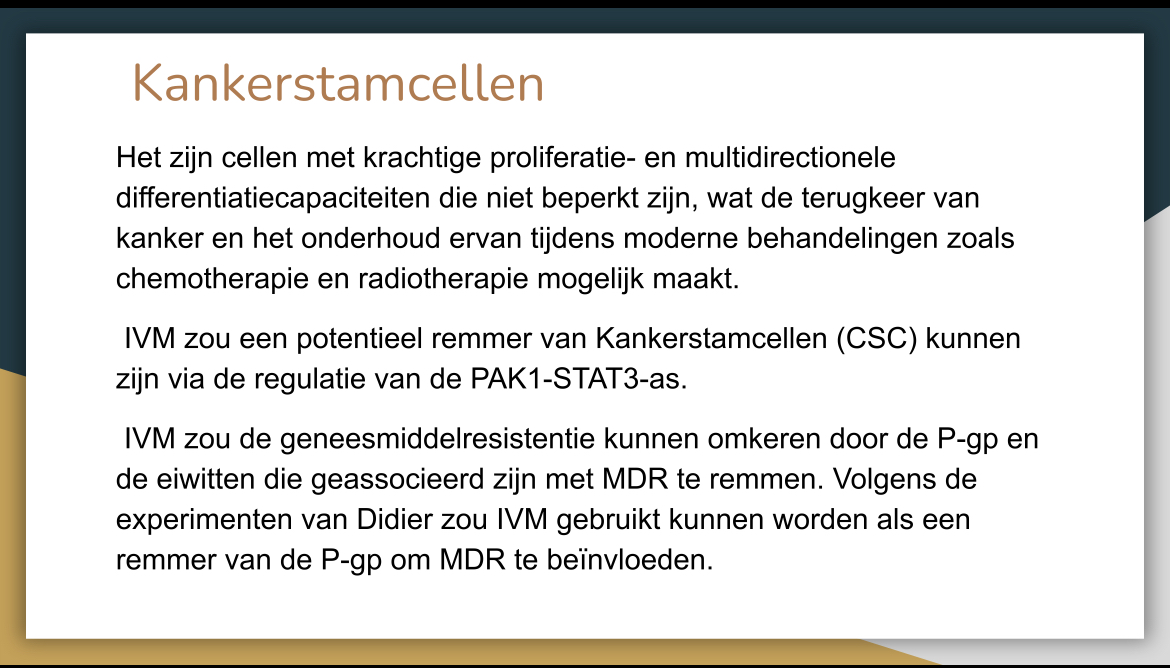 Kankerstamcellen
Het zijn cellen met krachtige proliferatie- en multidirectionele
differentiatiecapaciteiten die niet beperkt zijn, wat de terugkeer van
kanker en het onderhoud ervan tijdens moderne behandelingen zoals
chemotherapie en radiotherapie mogelijk maakt.
IVM zou een potentieel remmer van Kankerstamcellen (CSC) kunnen
zijn via de regulatie van de PAK1-STAT3-as.
IVM zou de geneesmiddelresistentie kunnen omkeren door de P-gp en
de eiwitten die geassocieerd zijn met MDR te remmen. Volgens de
experimenten van Didier zou IVM gebruikt kunnen worden als een
remmer van de P-gp om MDR te beïnvloeden.